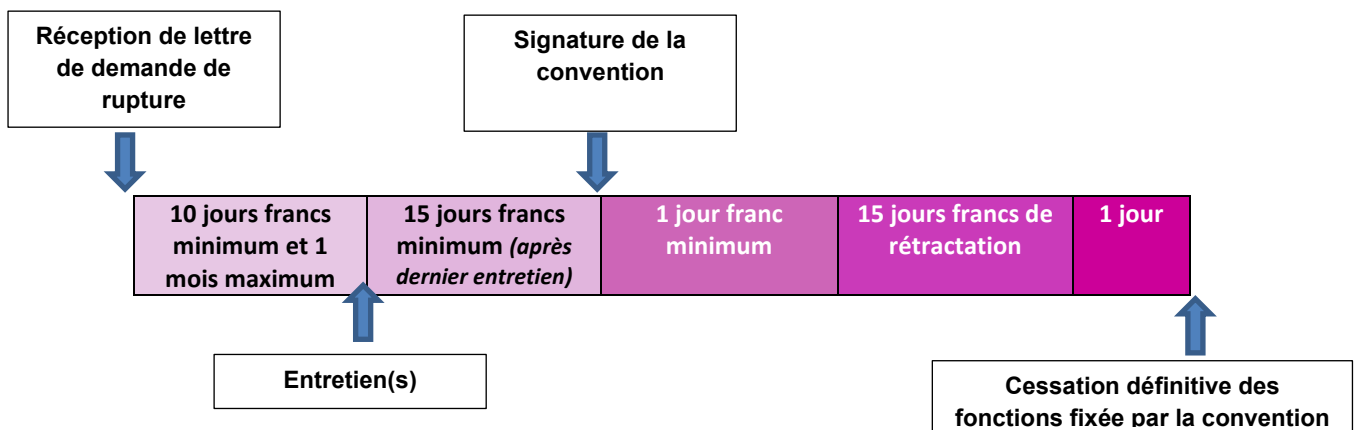 Réception de lettre
de demande de
rupture
Signature de la
convention
10 jours francs
minimum et 1
mois maximum
15 jours francs
minimum (après
dernier entretien)
1 jour franc
minimum
15 jours francs de
rétractation
1 jour
Entretien(s)
Cessation définitive des
fonctions fixée par la convention